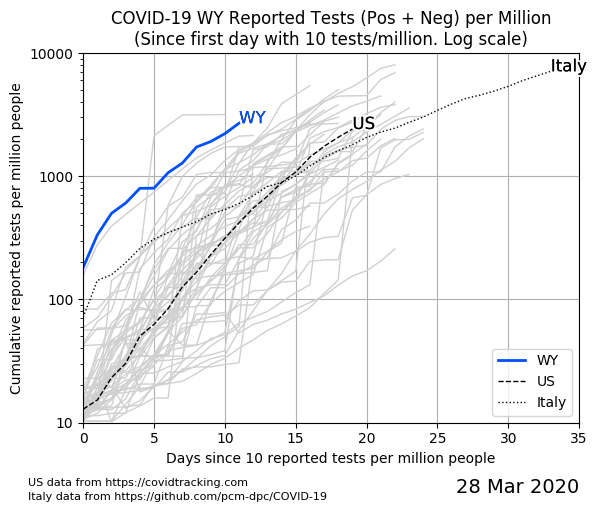 COVID-19 WY Reported Tests (Pos + Neg) per Million
(Since first day with 10 tests/million. Log scale)
Cumulative reported tests per million people
10000
1000
100
10
Italy
WY
US
WY
US
Italy
0 5 10 15 20 25 30 35
Days since 10 reported tests per million people
US data from https://covidtracking.com
Italy data from https://github.com/pcm-dpc/COVID-19
28 Mar 2020